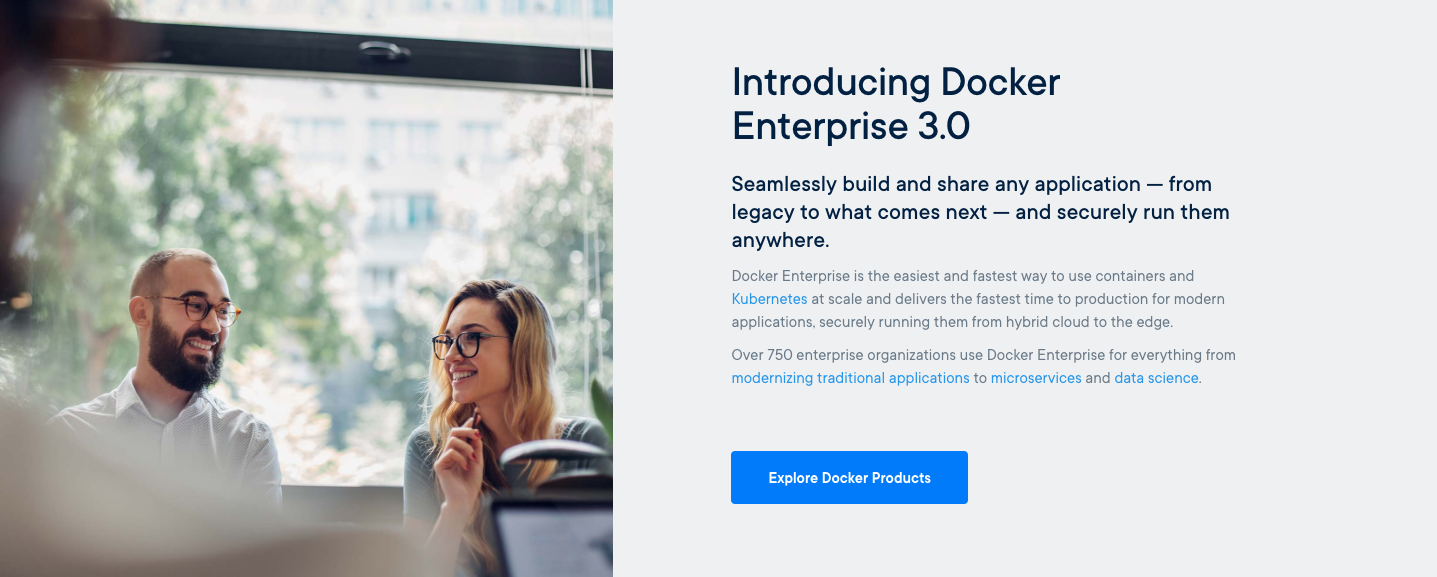 Introducing Docker
Enterprise 3.0
Seamlessly build and share any application — from
legacy to what comes next — and securely run them
anywhere.
Docker Enterprise is the easiest and fastest way to use containers and
Kubernetes at scale and delivers the fastest time to production for modern
applications, securely running them from hybrid cloud to the edge.
Over 750 enterprise organizations use Docker Enterprise for everything from
modernizing traditional applications to microservices and data science.
Explore Docker Products